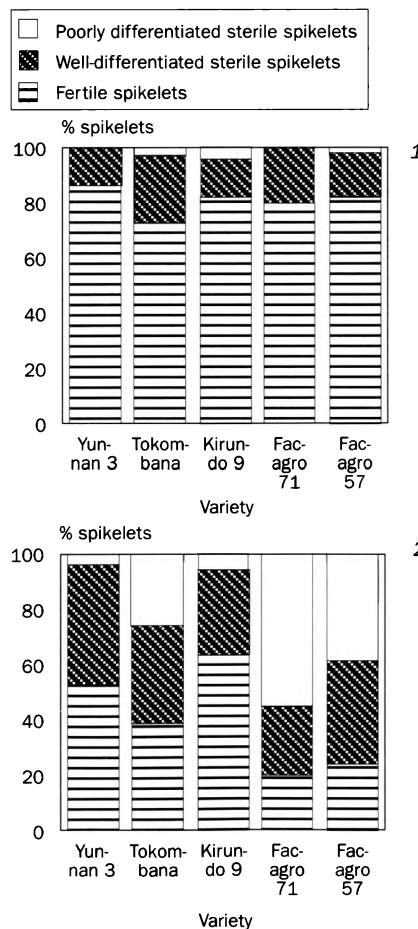 Poorly differentiated sterile spikelets
Well-differentiated sterile spikelets
Fertile spikelets
% spikelets
1
100
80
60
40
20
0
Yun- Tokom- Kirun- Fac- Fac-
nan 3 bana do 9 agro agro
71 57
Variety
% spikelets
2
100
80
60
40
20
0
Yun- Tokom- Kirun- Fac- Fac-
nan 3 bana do 9 agro agro
71 57
Variety